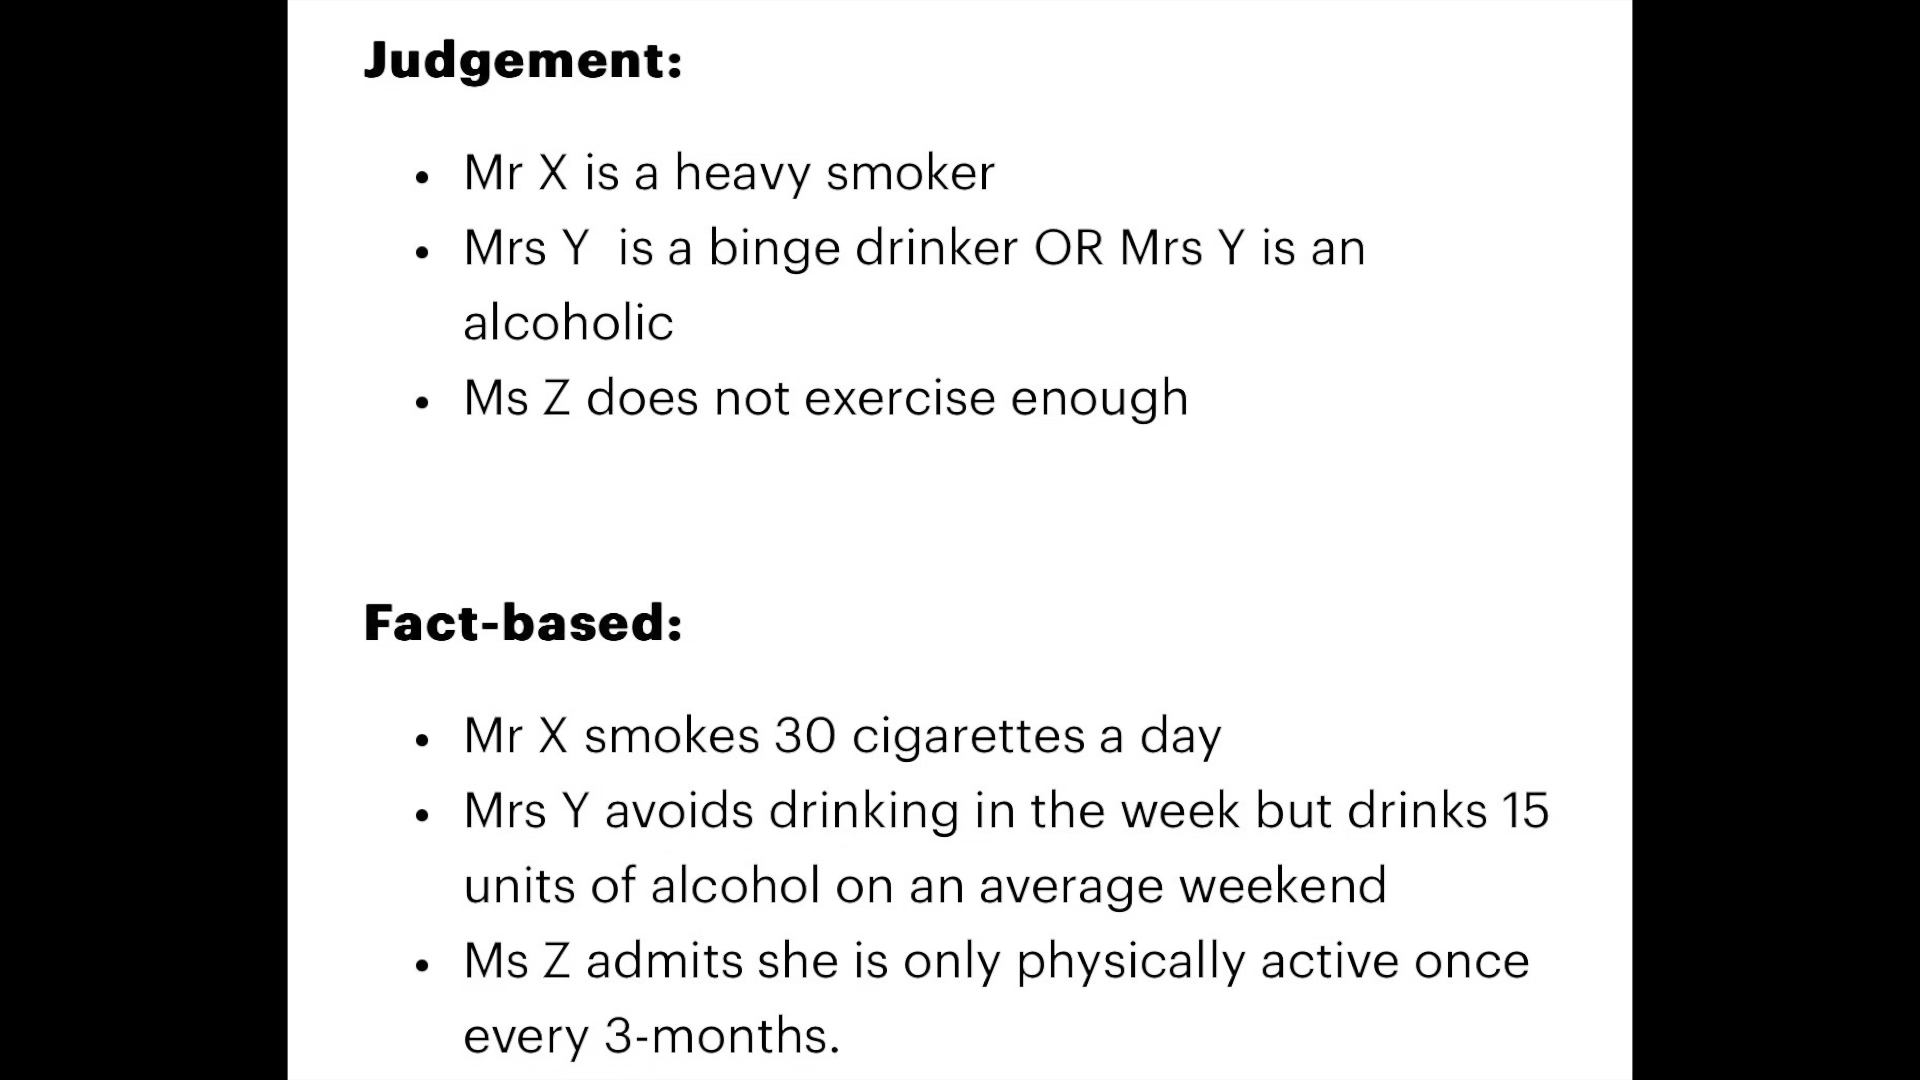 Judgement:
• Mr X is a heavy smoker
• Mrs Y  is a binge drinker OR Mrs Y is an
alcoholic
• Ms Z does not exercise enough
Fact-based:
• Mr X smokes 30 cigarettes a day
• Mrs Y avoids drinking in the week but drinks 15
units of alcohol on an average weekend
• Ms Z admits she is only physically active once
every 3-months.